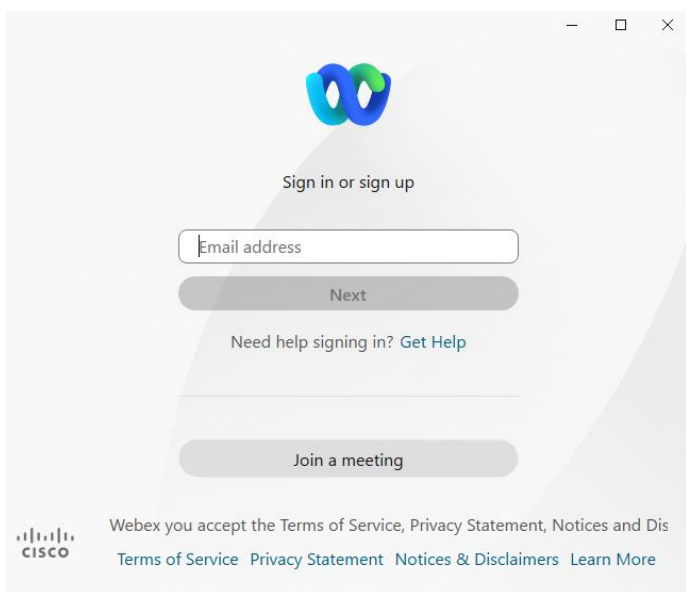 Sign in or sign up
Email address
Next
Need help signing in? Get Help
Join a meeting
Webex you accept the Terms of Service, Privacy Statement, Notices and Dis
CISCO
Terms of Service Privacy Statement Notices & Disclaimers Learn More